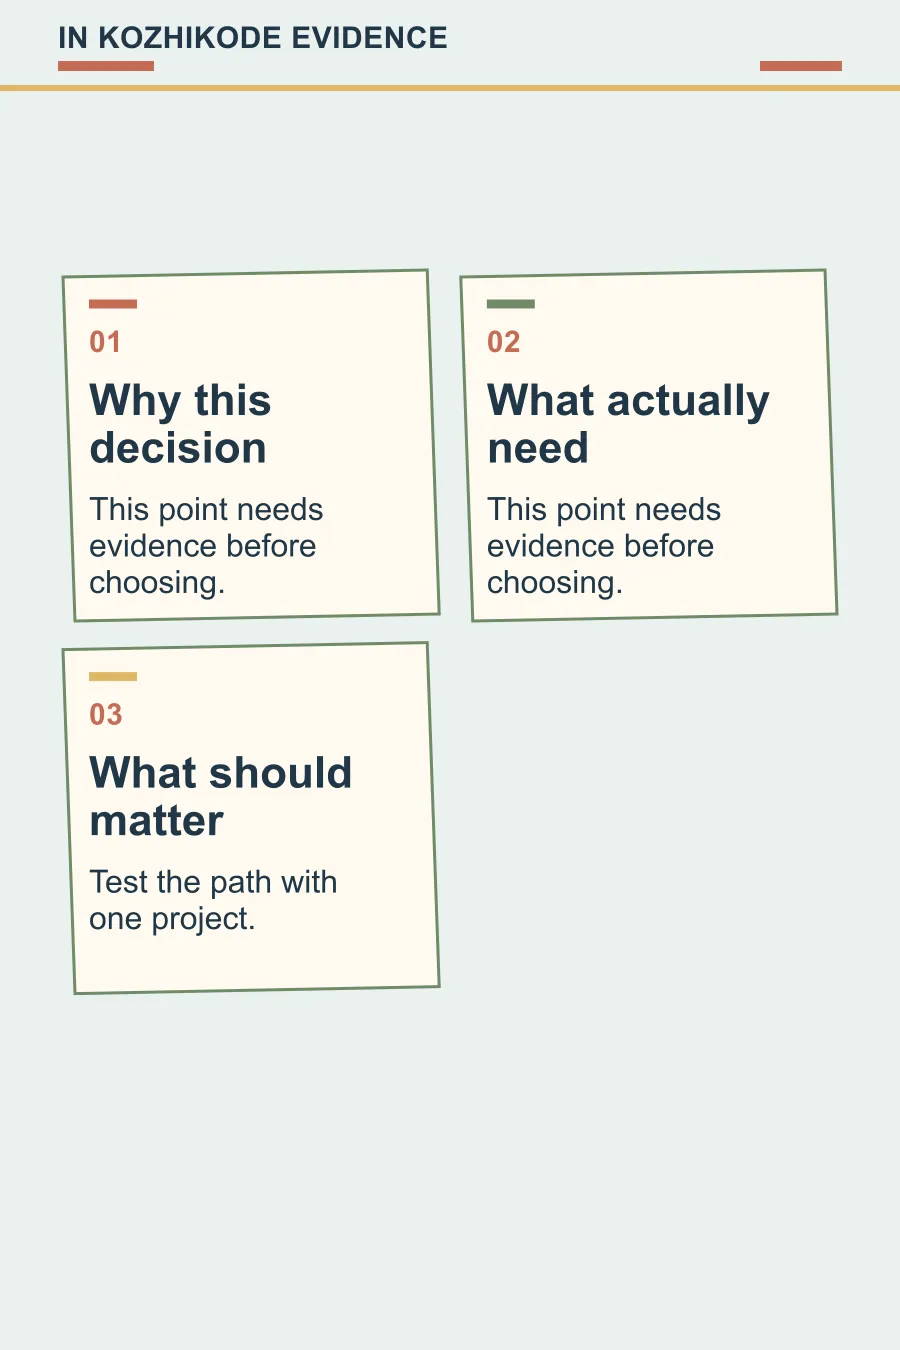 IN KOZHIKODE EVIDENCE
01
Why this
decision
This point needs
evidence before
choosing.
02
What actually
need
This point needs
evidence before
choosing.
03
What should
matter
Test the path with
one project.